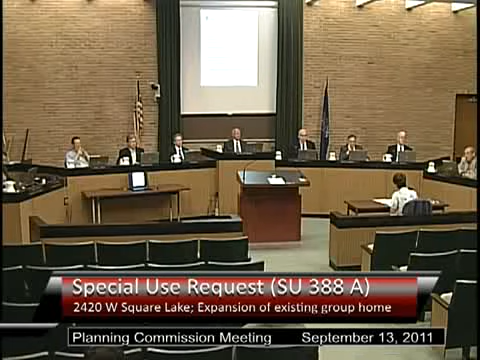 Special Use Request (SU 388 A)
2420 W Square Lake; Expansion of existing group home
Planning Commission Meeting September 13, 2011